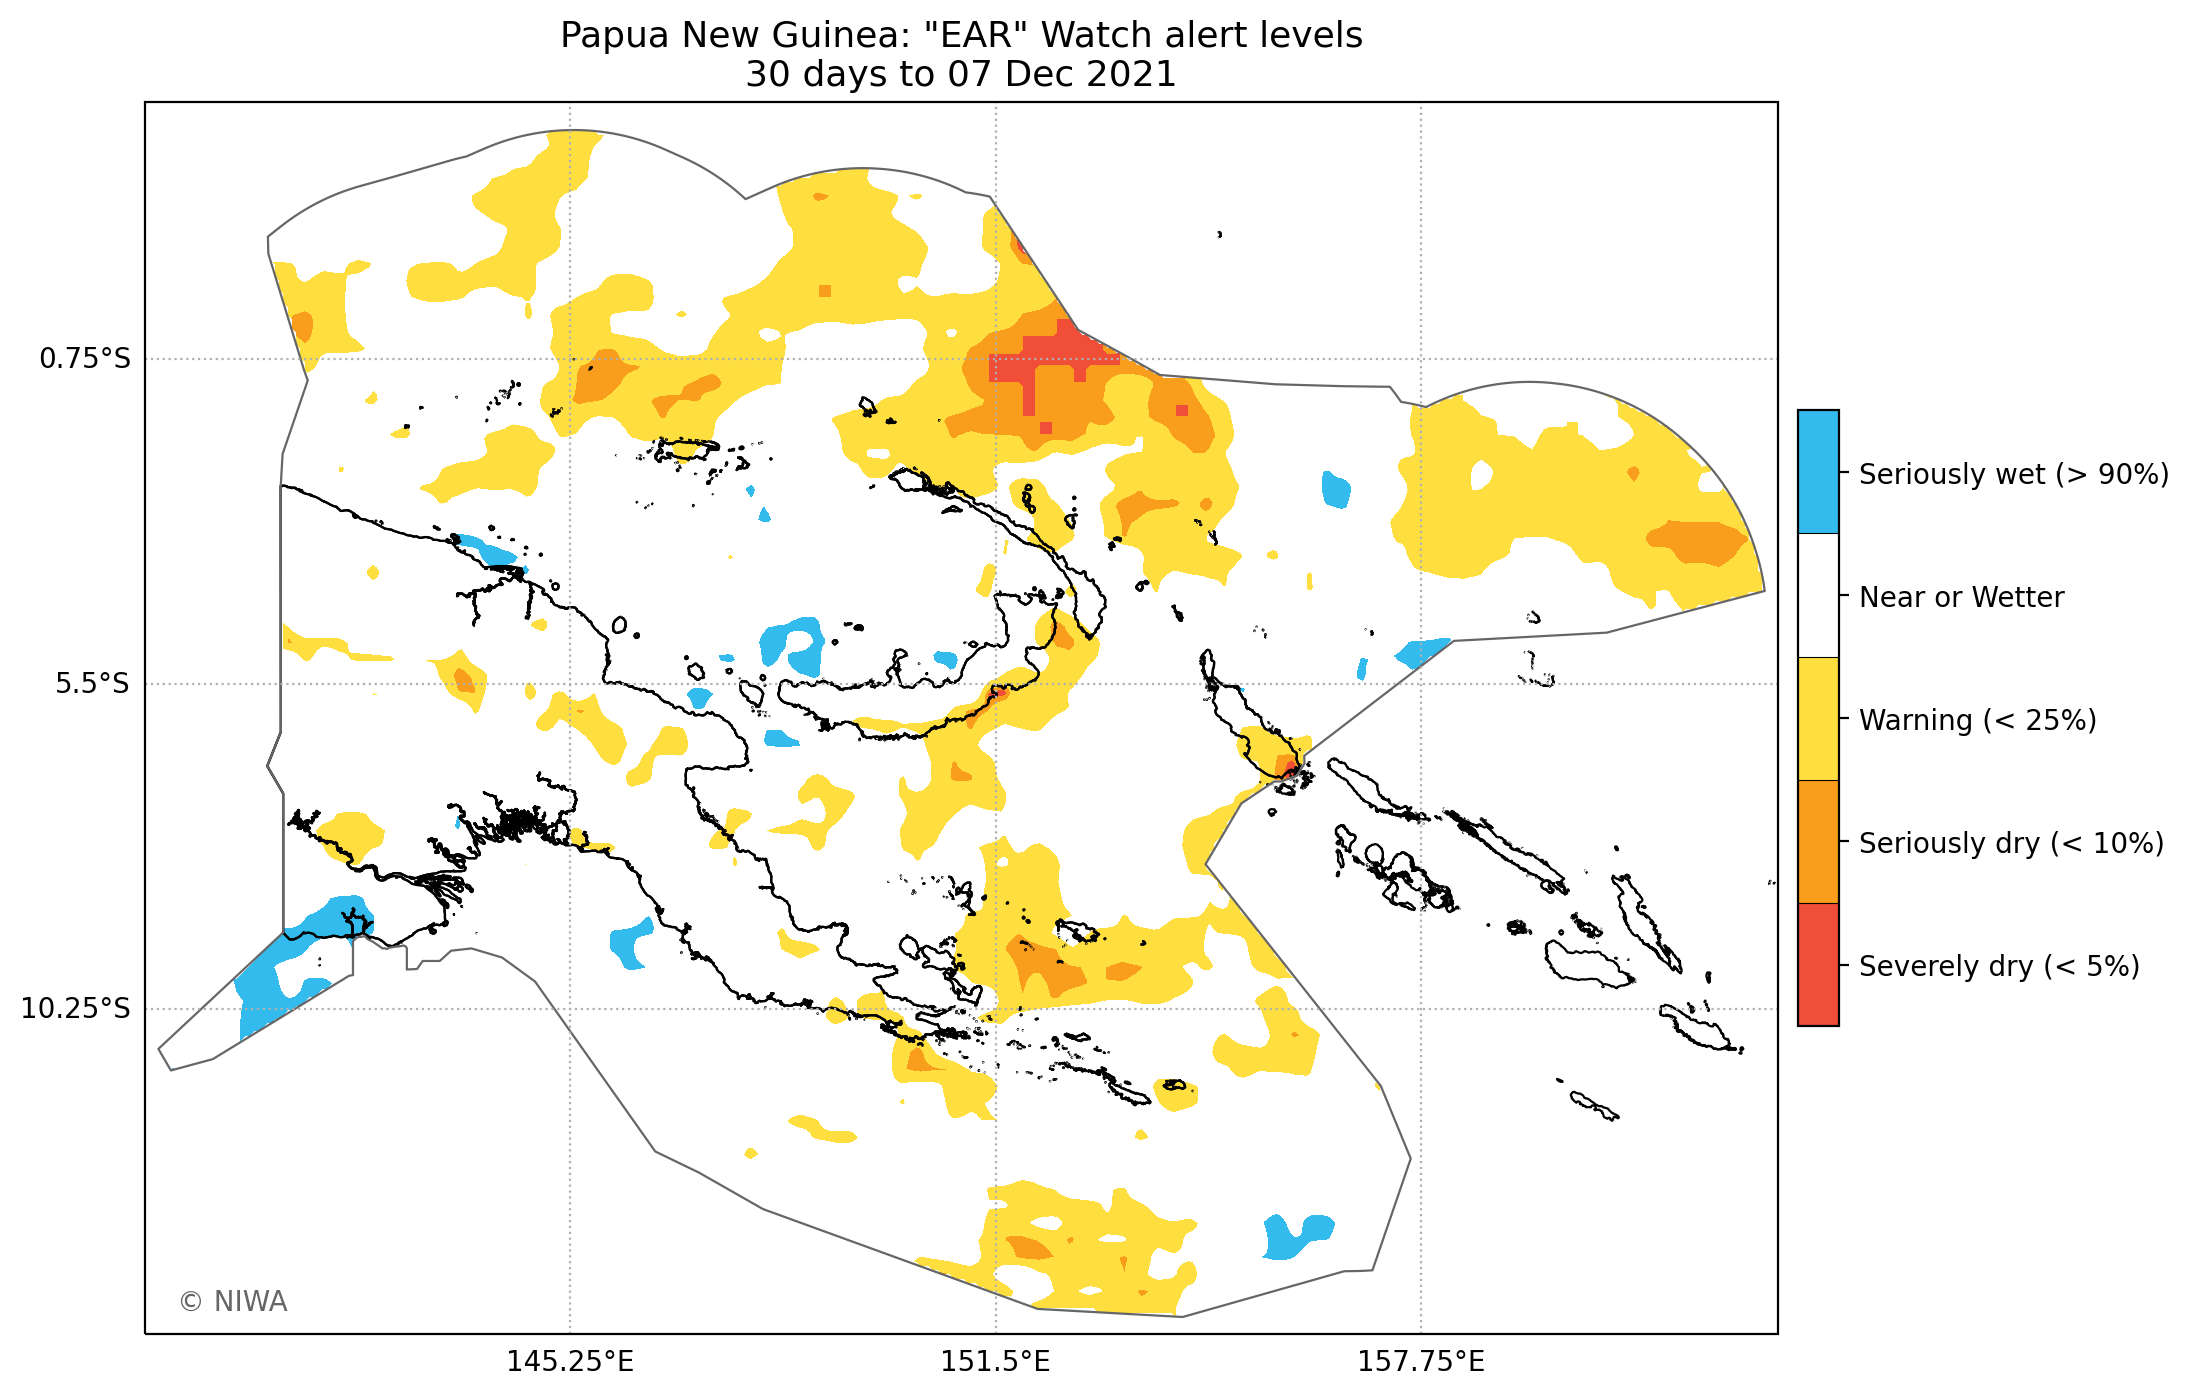 Papua New Guinea: "EAR" Watch alert levels
30 days to 07 Dec 2021
0.75°S
5.5°S
10.25°S
145.25°E
151.5°E
157.75°E
Seriously wet (> 90%)
Near or Wetter
Warning (< 25%)
Seriously dry (< 10%)
Severely dry (< 5%)
© NIWA